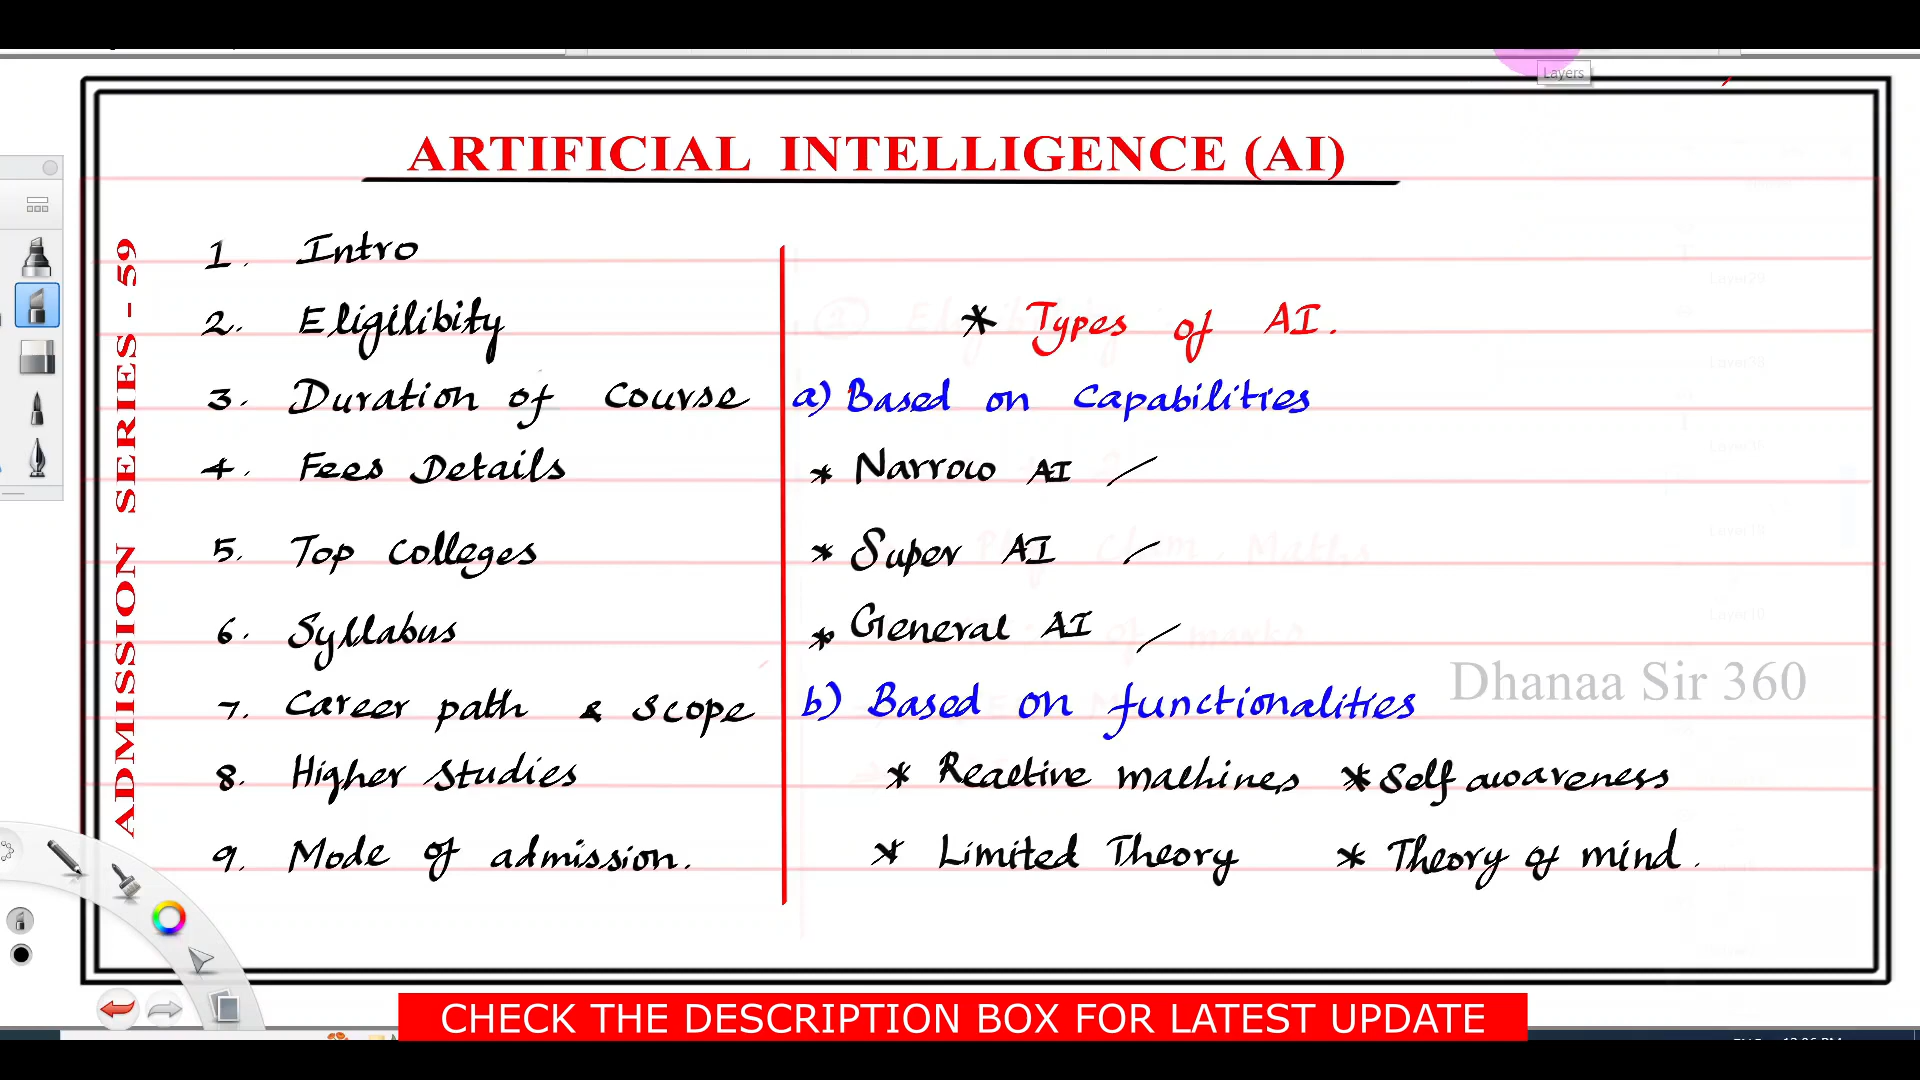 Layers
ARTIFICIAL INTELLIGENCE (AI)
ADMISSION SERIES - 59
1. Intro
2. Eligilibity
3. Duration of Course
4. Fees Details
5. Top Colleges
6. Syllabus
7. Career path & Scope
8. Higher Studies
9. Mode of admission.
* Types of AI.
a) Based on Capabilities
* Narrow AI
* Super AI
* General AI
b) Based on functionalities
* Reactive machines * Self awareness
* Limited Theory * Theory of mind.
Dhanaa Sir 360
CHECK THE DESCRIPTION BOX FOR LATEST UPDATE